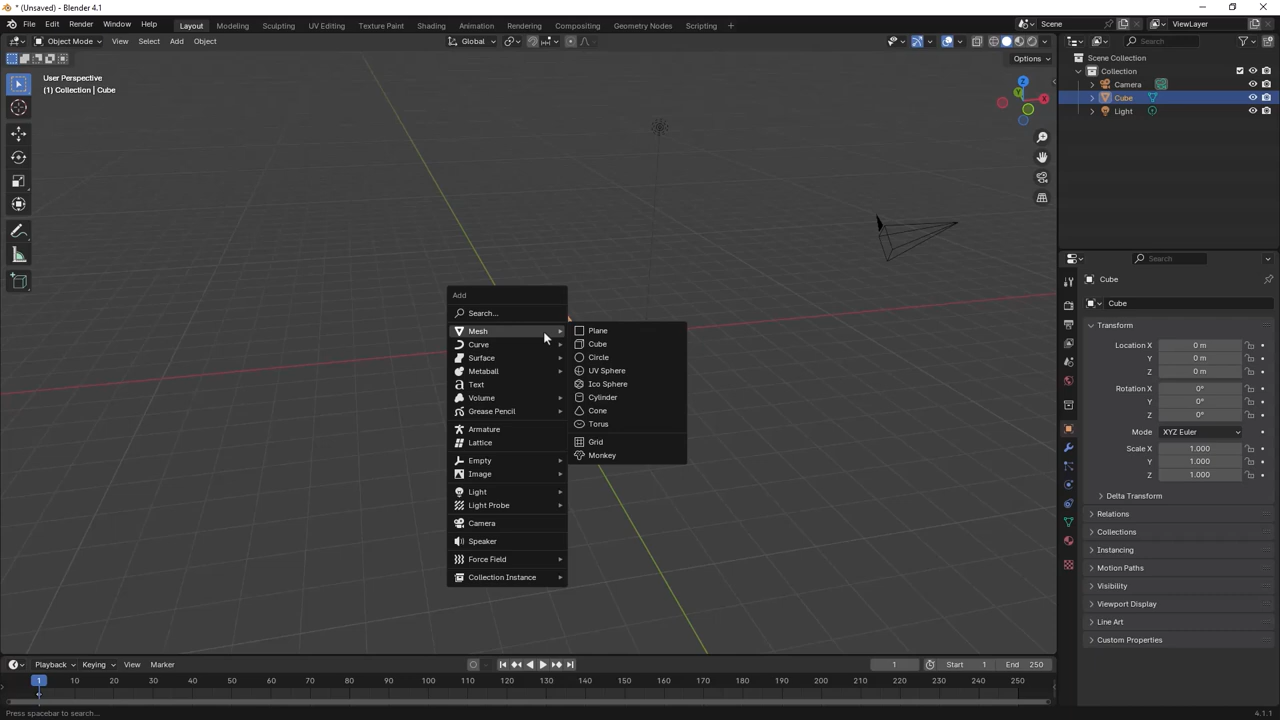 * (Unsaved) - Blender 4.1
File Edit Render Window Help
Layout Modeling Sculpting UV Editing Texture Paint Shading Animation Rendering Compositing Geometry Nodes Scripting +
Scene
ViewLayer
Object Mode View Select Add Object
Global
Search
Options
User Perspective
(1) Collection | Cube
Z
Y
X
Scene Collection
Collection
Camera
Cube
Light
Add
Search...
Mesh
Curve
Surface
Metaball
Text
Volume
Grease Pencil
Armature
Lattice
Empty
Image
Light
Light Probe
Camera
Speaker
Force Field
Collection Instance
Plane
Cube
Circle
UV Sphere
Ico Sphere
Cylinder
Cone
Torus
Grid
Monkey
Search
Cube
Cube
Transform
Location X 0 m
Y 0 m
Z 0 m
Rotation X 0°
Y 0°
Z 0°
Mode XYZ Euler
Scale X 1.000
Y 1.000
Z 1.000
Delta Transform
Relations
Collections
Instancing
Motion Paths
Visibility
Viewport Display
Line Art
Custom Properties
Playback Keying View Marker
1 Start 1 End 250
1 10 20 30 40 50 60 70 80 90 100 110 120 130 140 150 160 170 180 190 200 210 220 230 240 250
Press spacebar to search...
4.1.1